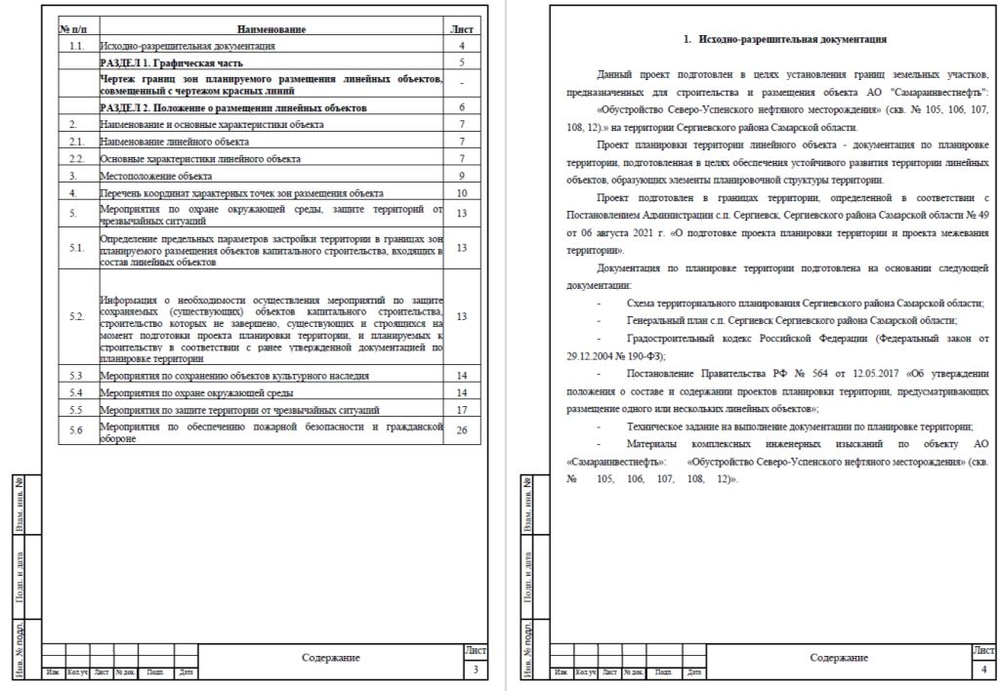 № п/п Наименование Лист
1.1. Исходно-разрешительная документация 4
РАЗДЕЛ 1. Графическая часть 5
Чертеж границ зон планируемого размещения линейных объектов,
совмещенный с чертежом красных линий -
РАЗДЕЛ 2. Положение о размещении линейных объектов 6
2. Наименование и основные характеристики объекта 7
2.1. Наименование линейного объекта 7
2.2. Основные характеристики линейного объекта 7
3. Местоположение объекта 9
4. Перечень координат характерных точек зон размещения объекта 10
5. Мероприятия по охране окружающей среды, защите территорий от
чрезвычайных ситуаций 13
5.1. Определение предельных параметров застройки территории в границах зон
планируемого размещения объектов капитального строительства, входящих в
состав линейных объектов 13
5.2. Информация о необходимости осуществления мероприятий по защите
сохраняемых (существующих) объектов капитального строительства,
строительство которых не завершено, существующих и строящихся на
момент подготовки проекта планировки территории, и планируемых к
строительству в соответствии с ранее утвержденной документацией по
планировке территории 13
5.3 Мероприятия по сохранению объектов культурного наследия 14
5.4 Мероприятия по охране окружающей среды 14
5.5 Мероприятия по защите территории от чрезвычайных ситуаций 17
5.6 Мероприятия по обеспечению пожарной безопасности и гражданской
обороне 26
Взам. инв. №
Подп. и дата
Инв. № подл.
Изм. Кол.уч Лист № док. Подп. Дата
Содержание
Лист
3
1. Исходно-разрешительная документация
Данный проект подготовлен в целях установления границ земельных участков,
предназначенных для строительства и размещения объекта АО "Самараинвестнефть":
«Обустройство Северо-Успенского нефтяного месторождения» (скв. № 105, 106, 107,
108, 12).» на территории Сергиевского района Самарской области.
Проект планировки территории линейного объекта - документация по планировке
территории, подготовленная в целях обеспечения устойчивого развития территории линейных
объектов, образующих элементы планировочной структуры территории.
Проект подготовлен в границах территории, определенной в соответствии с
Постановлением Администрации с.п. Сергиевск, Сергиевского района Самарской области № 49
от 06 августа 2021 г. «О подготовке проекта планировки территории и проекта межевания
территории».
Документация по планировке территории подготовлена на основании следующей
документации:
- Схема территориального планирования Сергиевского района Самарской области;
- Генеральный план с.п. Сергиевск Сергиевского района Самарской области;
- Градостроительный кодекс Российской Федерации (Федеральный закон от
29.12.2004 № 190-ФЗ);
- Постановление Правительства РФ № 564 от 12.05.2017 «Об утверждении
положения о составе и содержании проектов планировки территории, предусматривающих
размещение одного или нескольких линейных объектов»;
- Техническое задание на выполнение документации по планировке территории;
- Материалы комплексных инженерных изысканий по объекту АО
«Самараинвестнефть»: «Обустройство Северо-Успенского нефтяного месторождения» (скв.
№ 105, 106, 107, 108, 12)».
Взам. инв. №
Подп. и дата
Инв. № подл.
Изм. Кол.уч Лист № док. Подп. Дата
Содержание
Лист
4